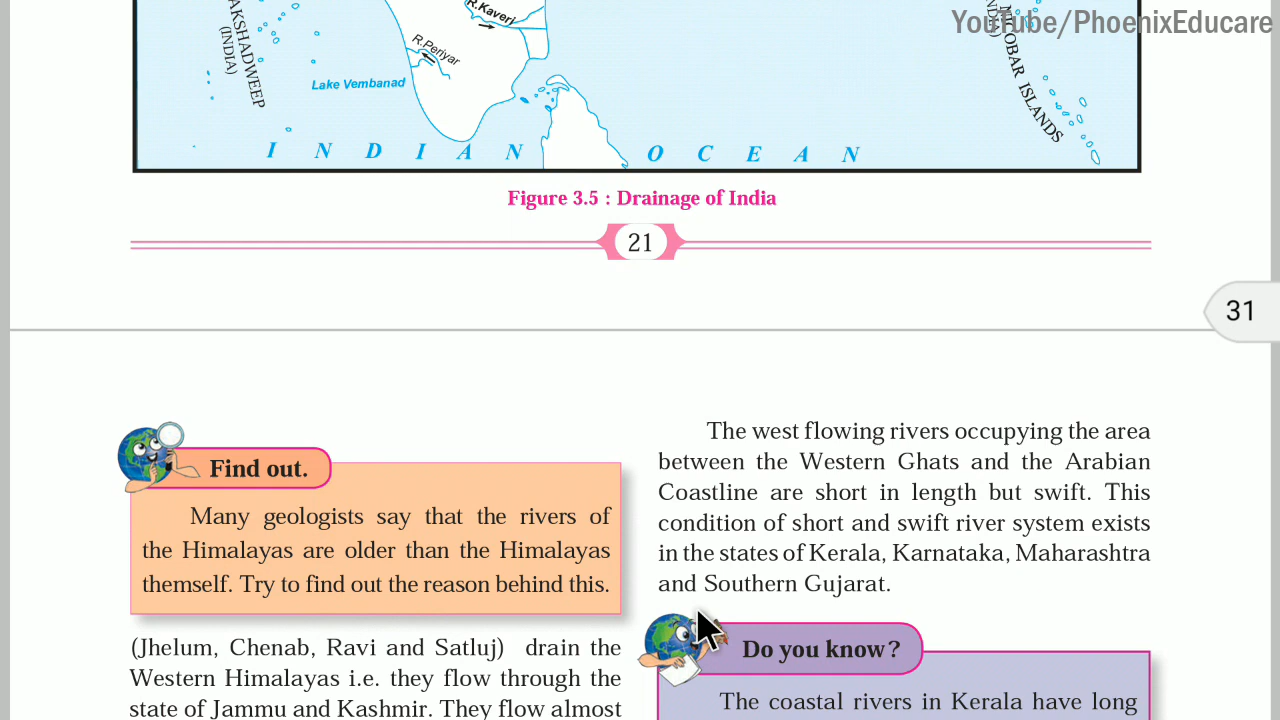 YouTube/PhoenixEducare
R.Kaveri
R.Periyar
Lake Vembanad
(INDIA)
ISLANDS
INDIAN OCEAN
Figure 3.5 : Drainage of India
21
31
Find out.
Many geologists say that the rivers of
the Himalayas are older than the Himalayas
themself. Try to find out the reason behind this.
(Jhelum, Chenab, Ravi and Satluj) drain the
Western Himalayas i.e. they flow through the
state of Jammu and Kashmir. They flow almost
The west flowing rivers occupying the area
between the Western Ghats and the Arabian
Coastline are short in length but swift. This
condition of short and swift river system exists
in the states of Kerala, Karnataka, Maharashtra
and Southern Gujarat.
Do you know?
The coastal rivers in Kerala have long